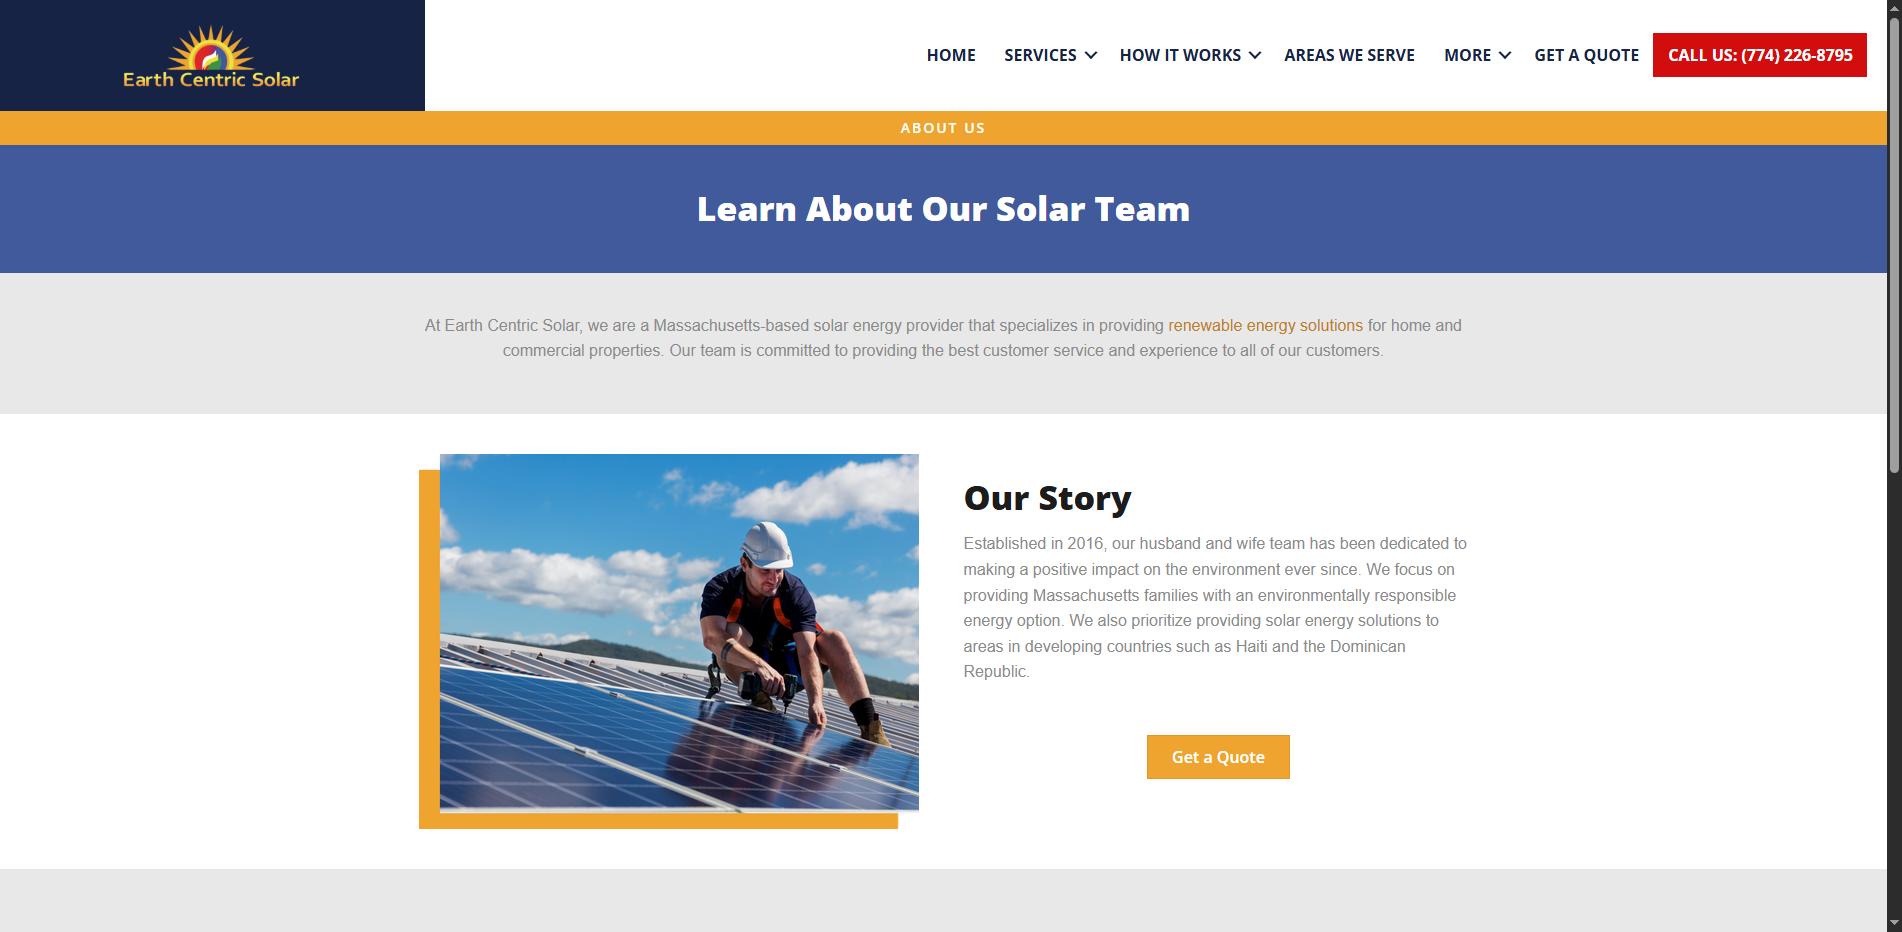 Earth Centric Solar
HOME SERVICES HOW IT WORKS AREAS WE SERVE MORE GET A QUOTE CALL US: (774) 226-8795
ABOUT US
Learn About Our Solar Team
At Earth Centric Solar, we are a Massachusetts-based solar energy provider that specializes in providing renewable energy solutions for home and
commercial properties. Our team is committed to providing the best customer service and experience to all of our customers.
Our Story
Established in 2016, our husband and wife team has been dedicated to
making a positive impact on the environment ever since. We focus on
providing Massachusetts families with an environmentally responsible
energy option. We also prioritize providing solar energy solutions to
areas in developing countries such as Haiti and the Dominican
Republic.
Get a Quote